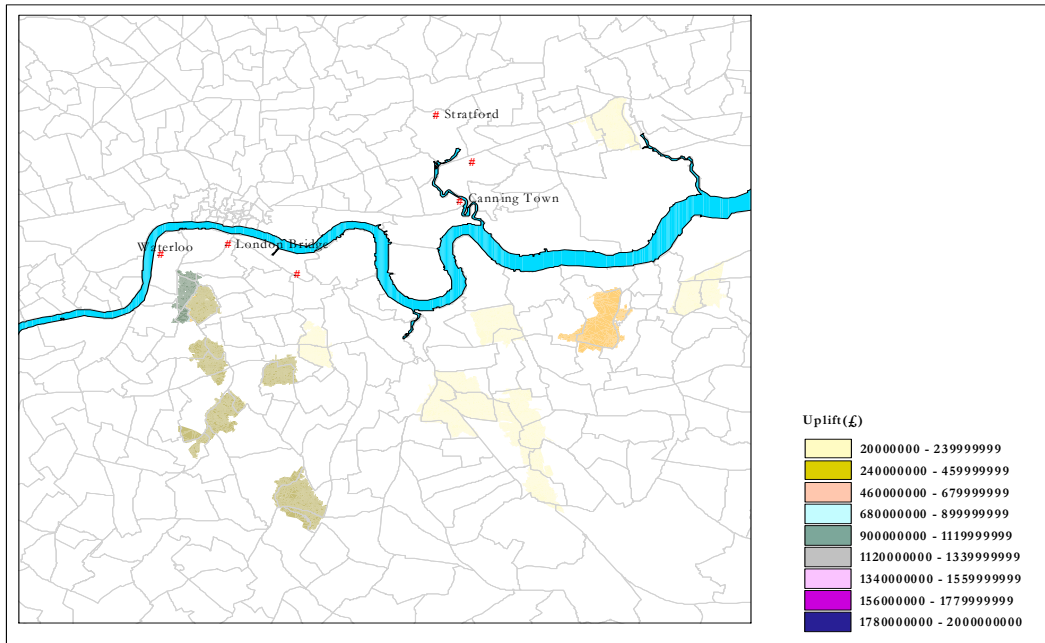 # Stratford
#
# Canning Town
Waterloo
#
# London Bridge
#
Uplift(£)
20000000 - 239999999
240000000 - 459999999
460000000 - 679999999
680000000 - 899999999
900000000 - 1119999999
1120000000 - 1339999999
1340000000 - 1559999999
156000000 - 1779999999
1780000000 - 2000000000